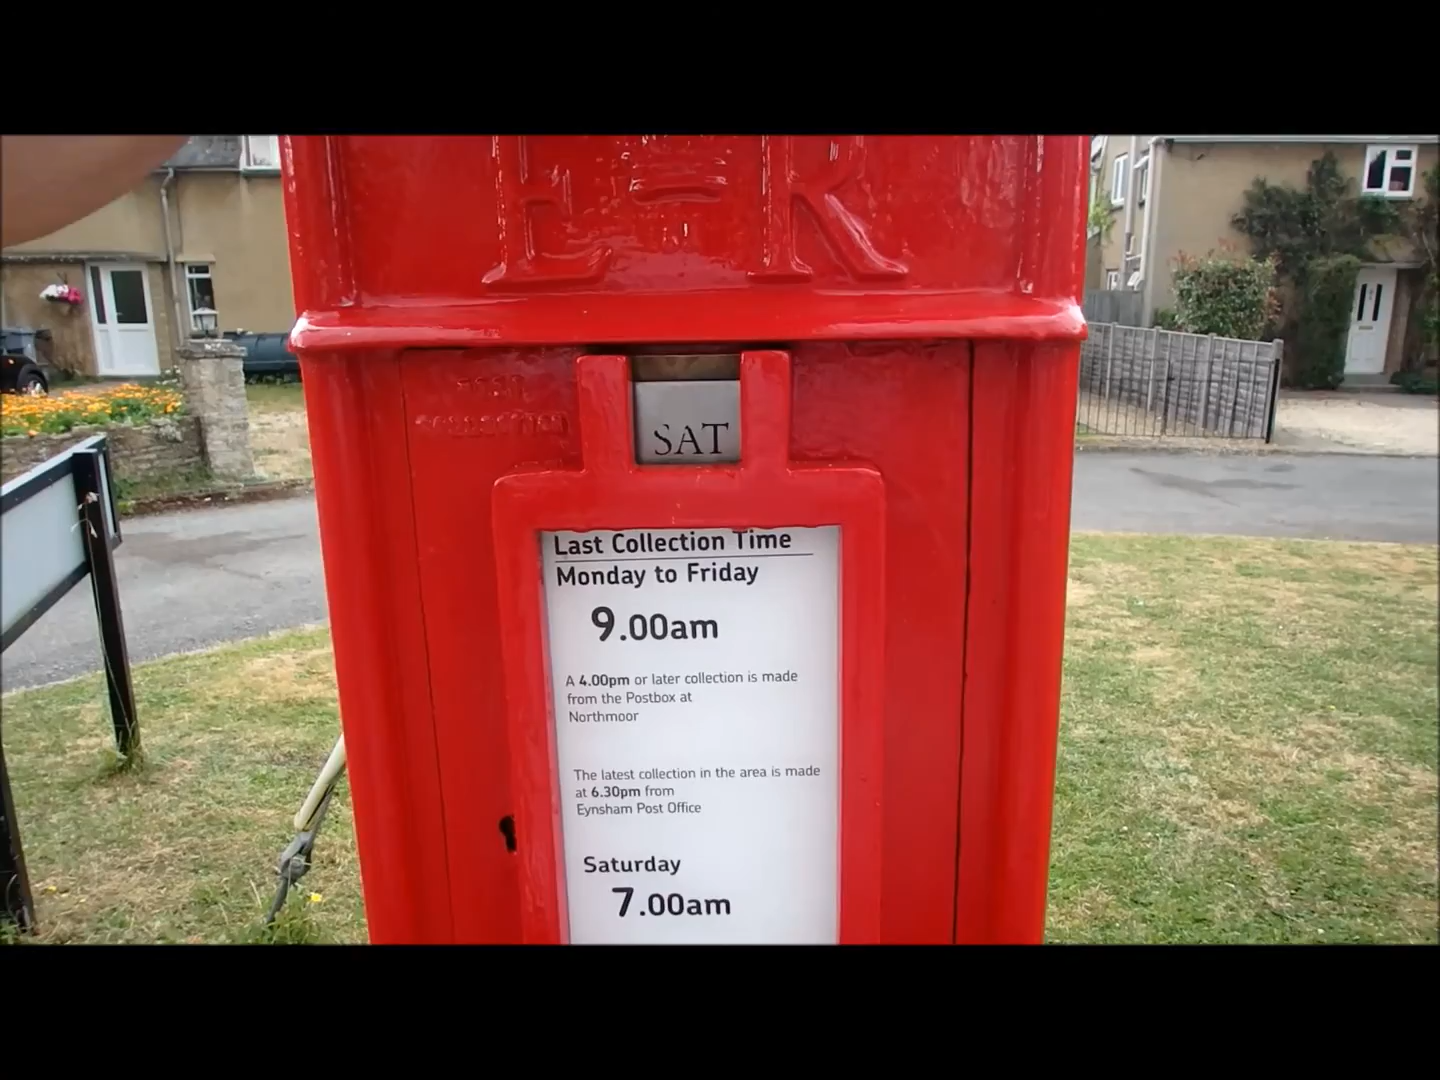 E R
SAT
Last Collection Time
Monday to Friday
9.00am
A 4.00pm or later collection is made
from the Postbox at
Northmoor
The latest collection in the area is made
at 6.30pm from
Eynsham Post Office
Saturday
7.00am